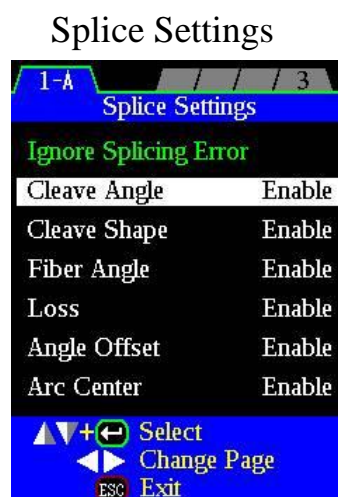 Splice Settings
1-A 3
Splice Settings
Ignore Splicing Error
Cleave Angle Enable
Cleave Shape Enable
Fiber Angle Enable
Loss Enable
Angle Offset Enable
Arc Center Enable
+ Select
Change Page
ESC Exit